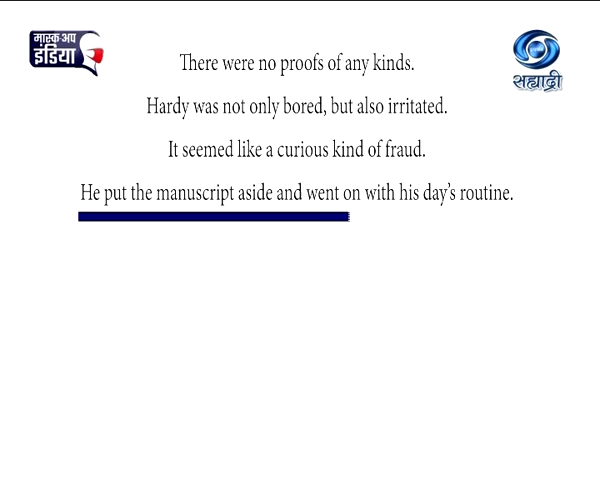 मास्क अप
इंडिया
सह्याद्री
There were no proofs of any kinds.
Hardy was not only bored, but also irritated.
It seemed like a curious kind of fraud.
He put the manuscript aside and went on with his day’s routine.